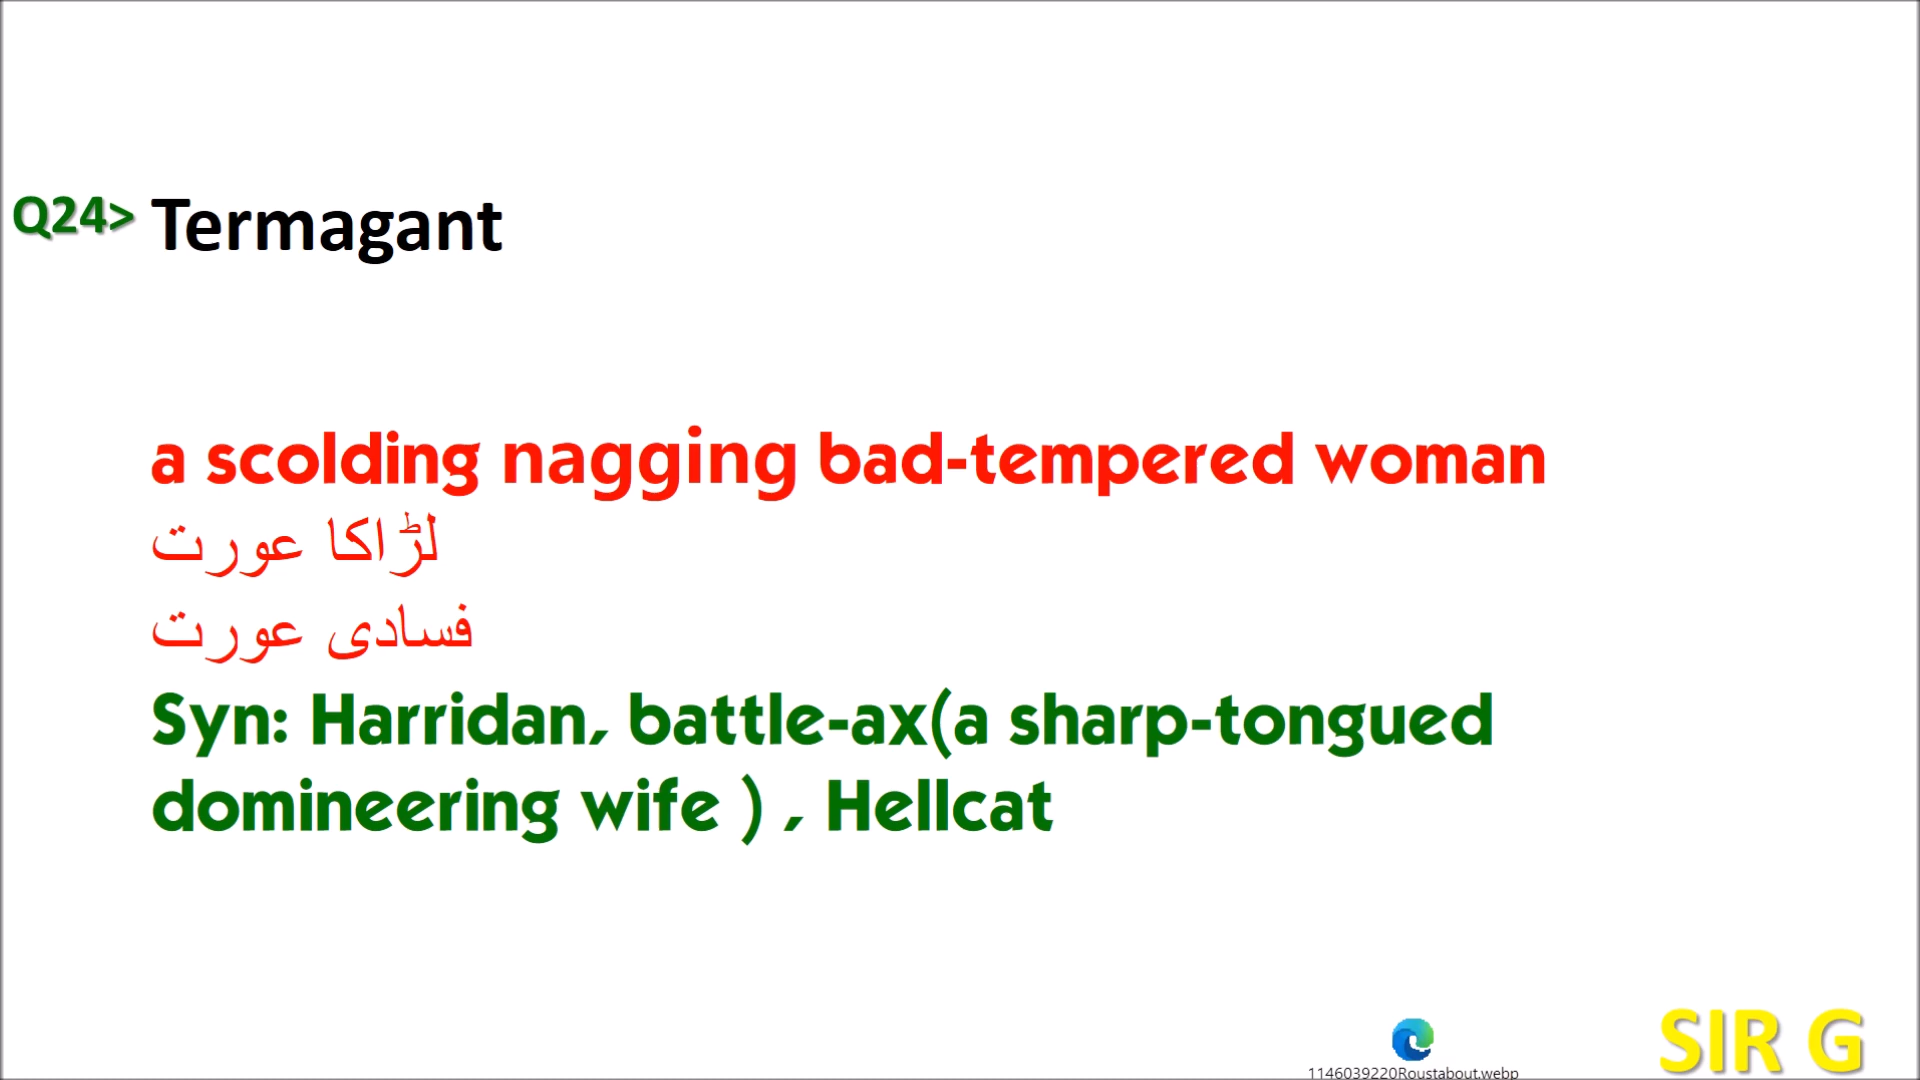 Q24> Termagant
a scolding nagging bad-tempered woman
لڑاکا عورت
فسادی عورت
Syn: Harridan, battle-ax(a sharp-tongued
domineering wife ) , Hellcat
1146039220Roustabout.webp
SIR G